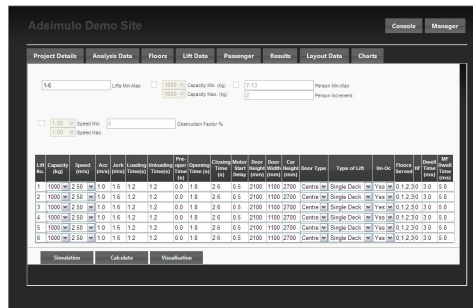 Adsimulo Demo Site
Console Manager
Project Details Analysis Data Floors Lift Data Passenger Results Layout Data Charts
1-6 Lifts Min-Max 1600 Capacity Min. (kg) 7-13 Person Min-Max
1600 Capacity Max. (kg) 2 Person Increment
1.00 Speed Min. 5 Obstruction Factor %
1.00 Speed Max.
Lift No. Capacity (kg) Speed (m/s) Acc (m/s) Jerk (m/s) Loading Time(s) Unloading Time(s) Pre-oper Time (s) Opening Time (s) Closing Time (s) Motor Start Delay Door Height (mm) Door Width (mm) Car Height (mm) Door Type Type of Lift Un-Oc Floors Served Dwell Time (ms) MF Dwell Time (ms)
1 1000 2.50 1.0 1.6 1.2 1.2 0.0 1.8 2.6 0.5 2100 1100 2700 Centre Single Deck Yes 0,1,2,3 0 3.0 5.0
2 1000 2.50 1.0 1.6 1.2 1.2 0.0 1.8 2.6 0.5 2100 1100 2700 Centre Single Deck Yes 0,1,2,3 0 3.0 5.0
3 1000 2.50 1.0 1.6 1.2 1.2 0.0 1.8 2.6 0.5 2100 1100 2700 Centre Single Deck Yes 0,1,2,3 0 3.0 5.0
4 1000 2.50 1.0 1.6 1.2 1.2 0.0 1.8 2.6 0.5 2100 1100 2700 Centre Single Deck Yes 0,1,2,3 0 3.0 5.0
5 1000 2.50 1.0 1.6 1.2 1.2 0.0 1.8 2.6 0.5 2100 1100 2700 Centre Single Deck Yes 0,1,2,3 0 3.0 5.0
6 1000 2.50 1.0 1.6 1.2 1.2 0.0 1.8 2.6 0.5 2100 1100 2700 Centre Single Deck Yes 0,1,2,3 0 3.0 5.0
Simulation Calculate Visualisation